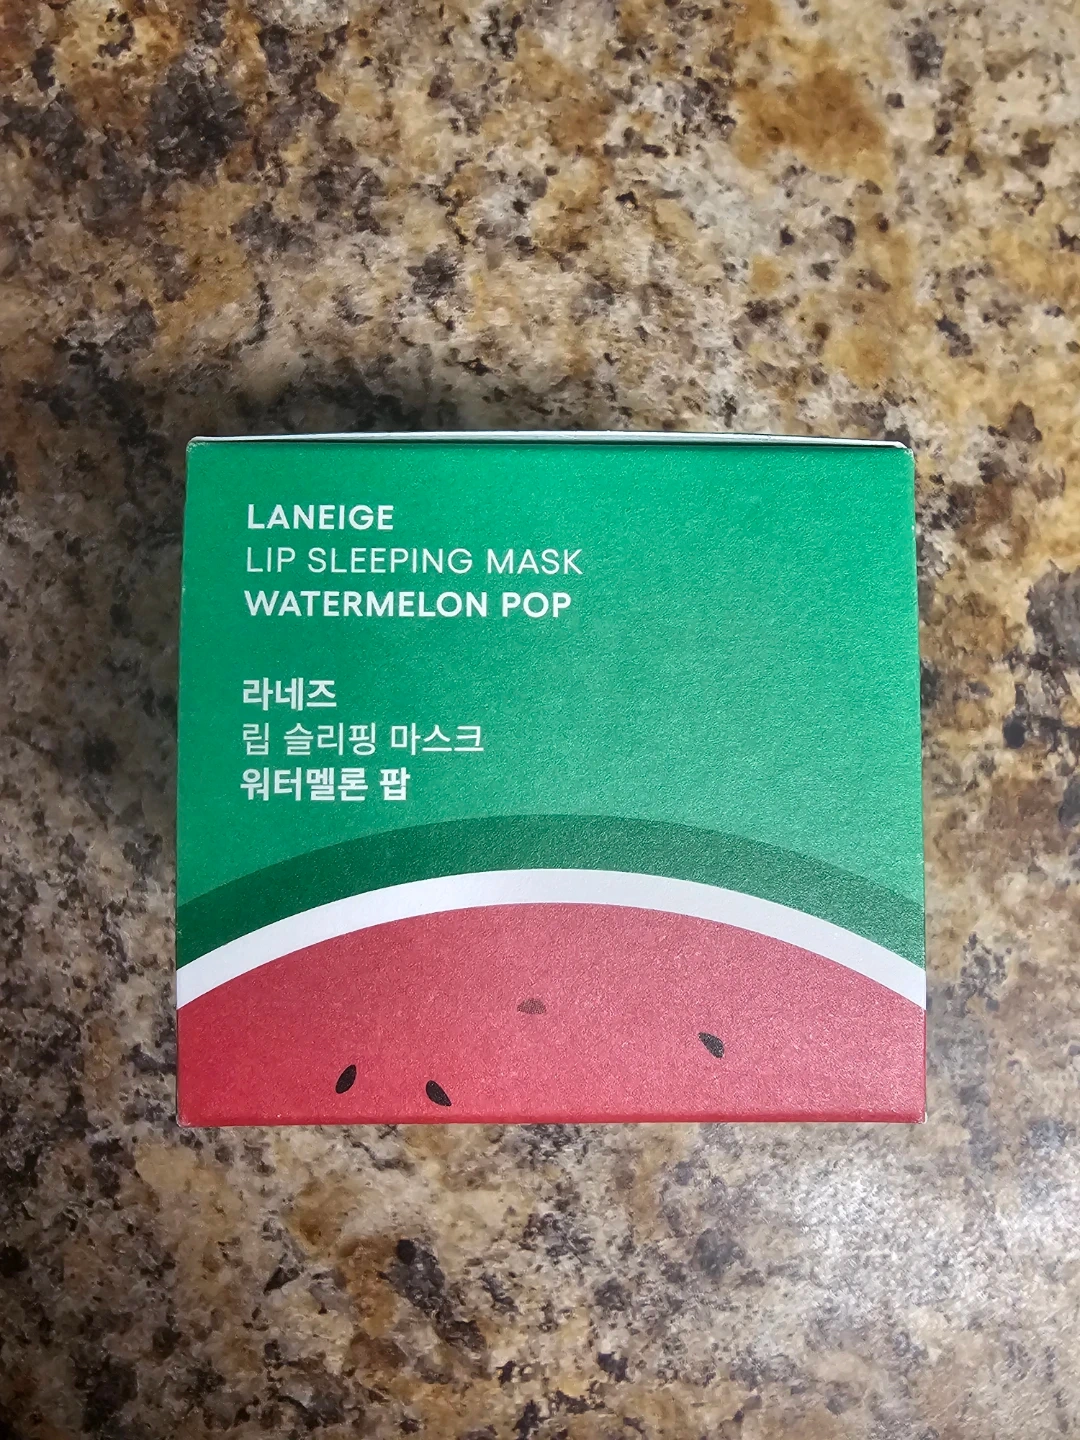 LANEIGE
LIP SLEEPING MASK
WATERMELON POP
라네즈
립 슬리핑 마스크
워터멜론 팝